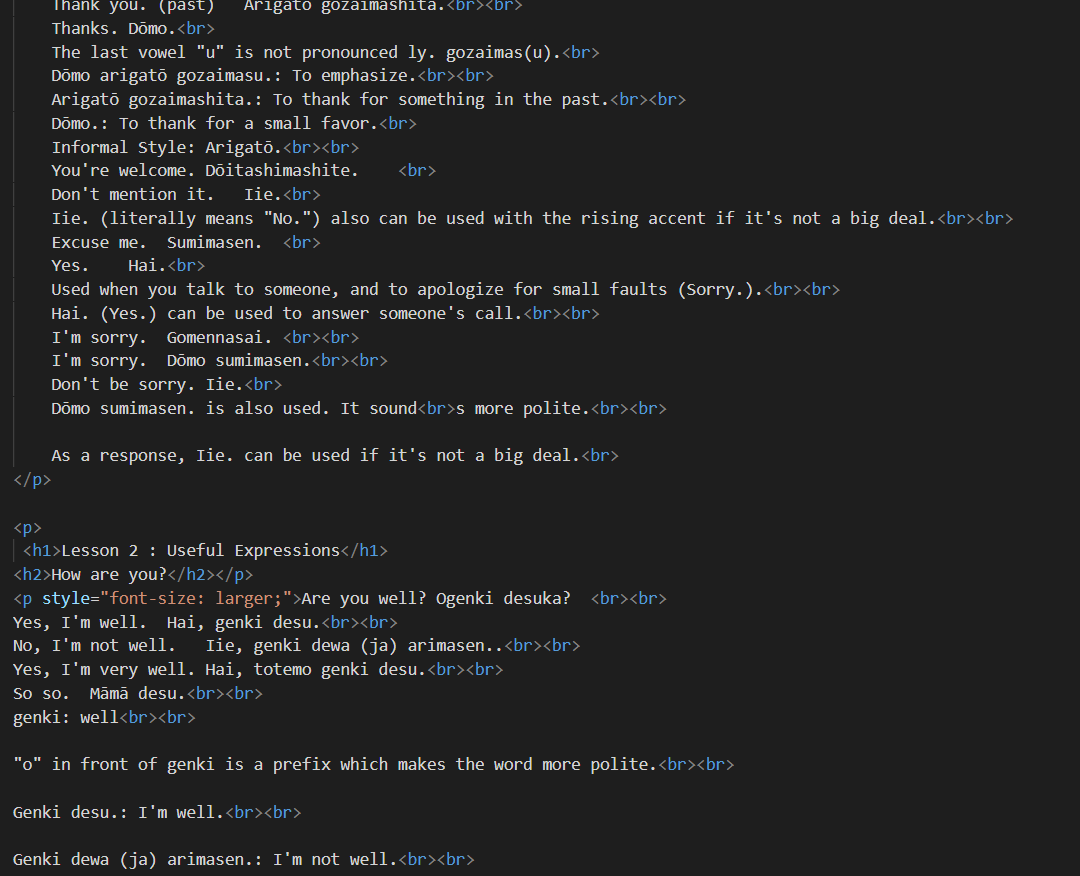 Thank you. (past)   Arigatō gozaimashita.<br><br>
Thanks. Dōmo.<br>
The last vowel "u" is not pronounced ly. gozaimas(u).<br>
Dōmo arigatō gozaimasu.: To emphasize.<br><br>
Arigatō gozaimashita.: To thank for something in the past.<br><br>
Dōmo.: To thank for a small favor.<br>
Informal Style: Arigatō.<br><br>
You're welcome. Dōitashimashite.    <br>
Don't mention it.   Iie.<br>
Iie. (literally means "No.") also can be used with the rising accent if it's not a big deal.<br><br>
Excuse me.  Sumimasen.  <br>
Yes.    Hai.<br>
Used when you talk to someone, and to apologize for small faults (Sorry.).<br><br>
Hai. (Yes.) can be used to answer someone's call.<br><br>
I'm sorry.  Gomennasai. <br><br>
I'm sorry.  Dōmo sumimasen.<br><br>
Don't be sorry. Iie.<br>
Dōmo sumimasen. is also used. It sound<br>s more polite.<br><br>
As a response, Iie. can be used if it's not a big deal.<br>
</p>
<p>
<h1>Lesson 2 : Useful Expressions</h1>
<h2>How are you?</h2></p>
<p style="font-size: larger;">Are you well? Ogenki desuka?  <br><br>
Yes, I'm well.  Hai, genki desu.<br><br>
No, I'm not well.   Iie, genki dewa (ja) arimasen..<br><br>
Yes, I'm very well. Hai, totemo genki desu.<br><br>
So so.  Māmā desu.<br><br>
genki: well<br><br>
"o" in front of genki is a prefix which makes the word more polite.<br><br>
Genki desu.: I'm well.<br><br>
Genki dewa (ja) arimasen.: I'm not well.<br><br>